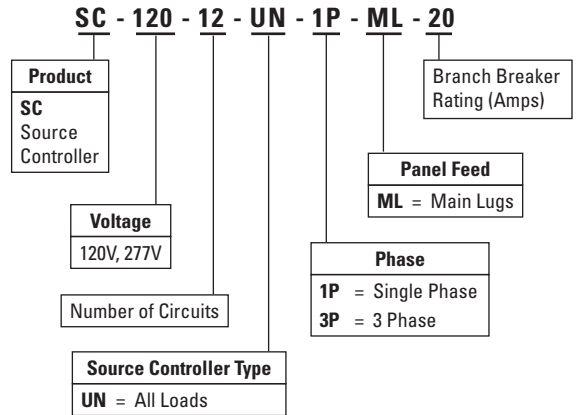 SC - 120 - 12 - UN - 1P - ML - 20
Product
SC
Source
Controller
Branch Breaker
Rating (Amps)
Panel Feed
ML = Main Lugs
Voltage
120V, 277V
Phase
1P = Single Phase
3P = 3 Phase
Number of Circuits
Source Controller Type
UN = All Loads